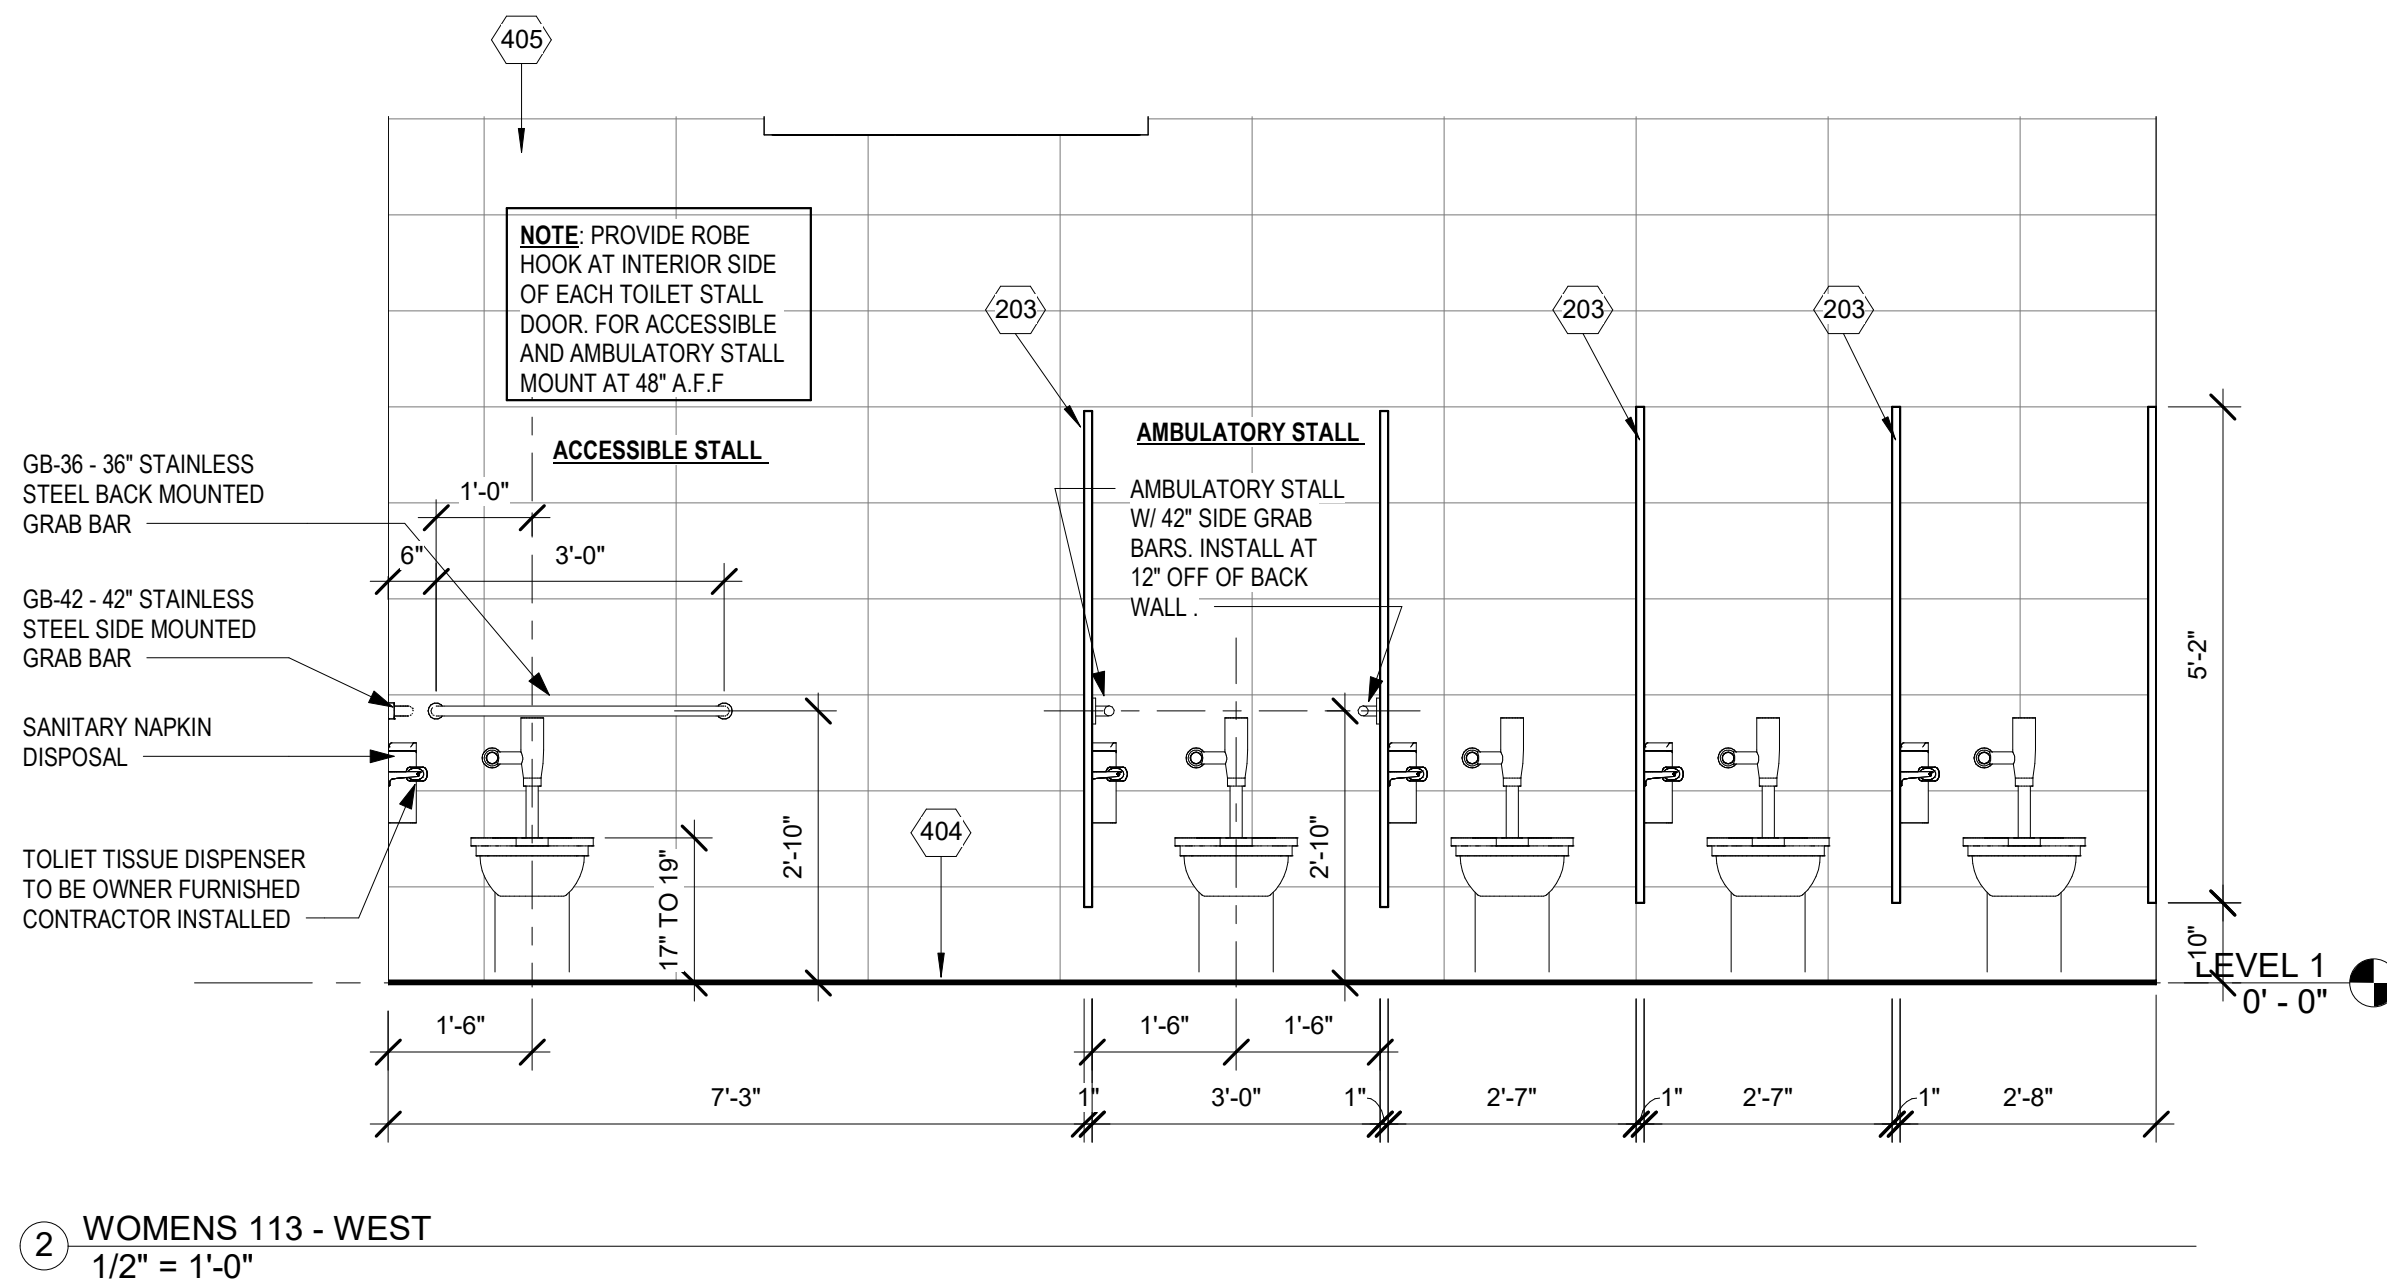 405
NOTE: PROVIDE ROBE
HOOK AT INTERIOR SIDE
OF EACH TOILET STALL
DOOR. FOR ACCESSIBLE
AND AMBULATORY STALL
MOUNT AT 48" A.F.F
203
203
203
ACCESSIBLE STALL
AMBULATORY STALL
GB-36 - 36" STAINLESS
STEEL BACK MOUNTED
GRAB BAR
1'-0"
6"
3'-0"
AMBULATORY STALL
W/ 42" SIDE GRAB
BARS. INSTALL AT
12" OFF OF BACK
WALL .
GB-42 - 42" STAINLESS
STEEL SIDE MOUNTED
GRAB BAR
SANITARY NAPKIN
DISPOSAL
TOLIET TISSUE DISPENSER
TO BE OWNER FURNISHED
CONTRACTOR INSTALLED
17" TO 19"
2'-10"
404
2'-10"
5'-2"
10"
LEVEL 1
0' - 0"
1'-6"
1'-6"
1'-6"
7'-3"
1"
3'-0"
1"
2'-7"
1"
2'-7"
1"
2'-8"
2
WOMENS 113 - WEST
1/2" = 1'-0"